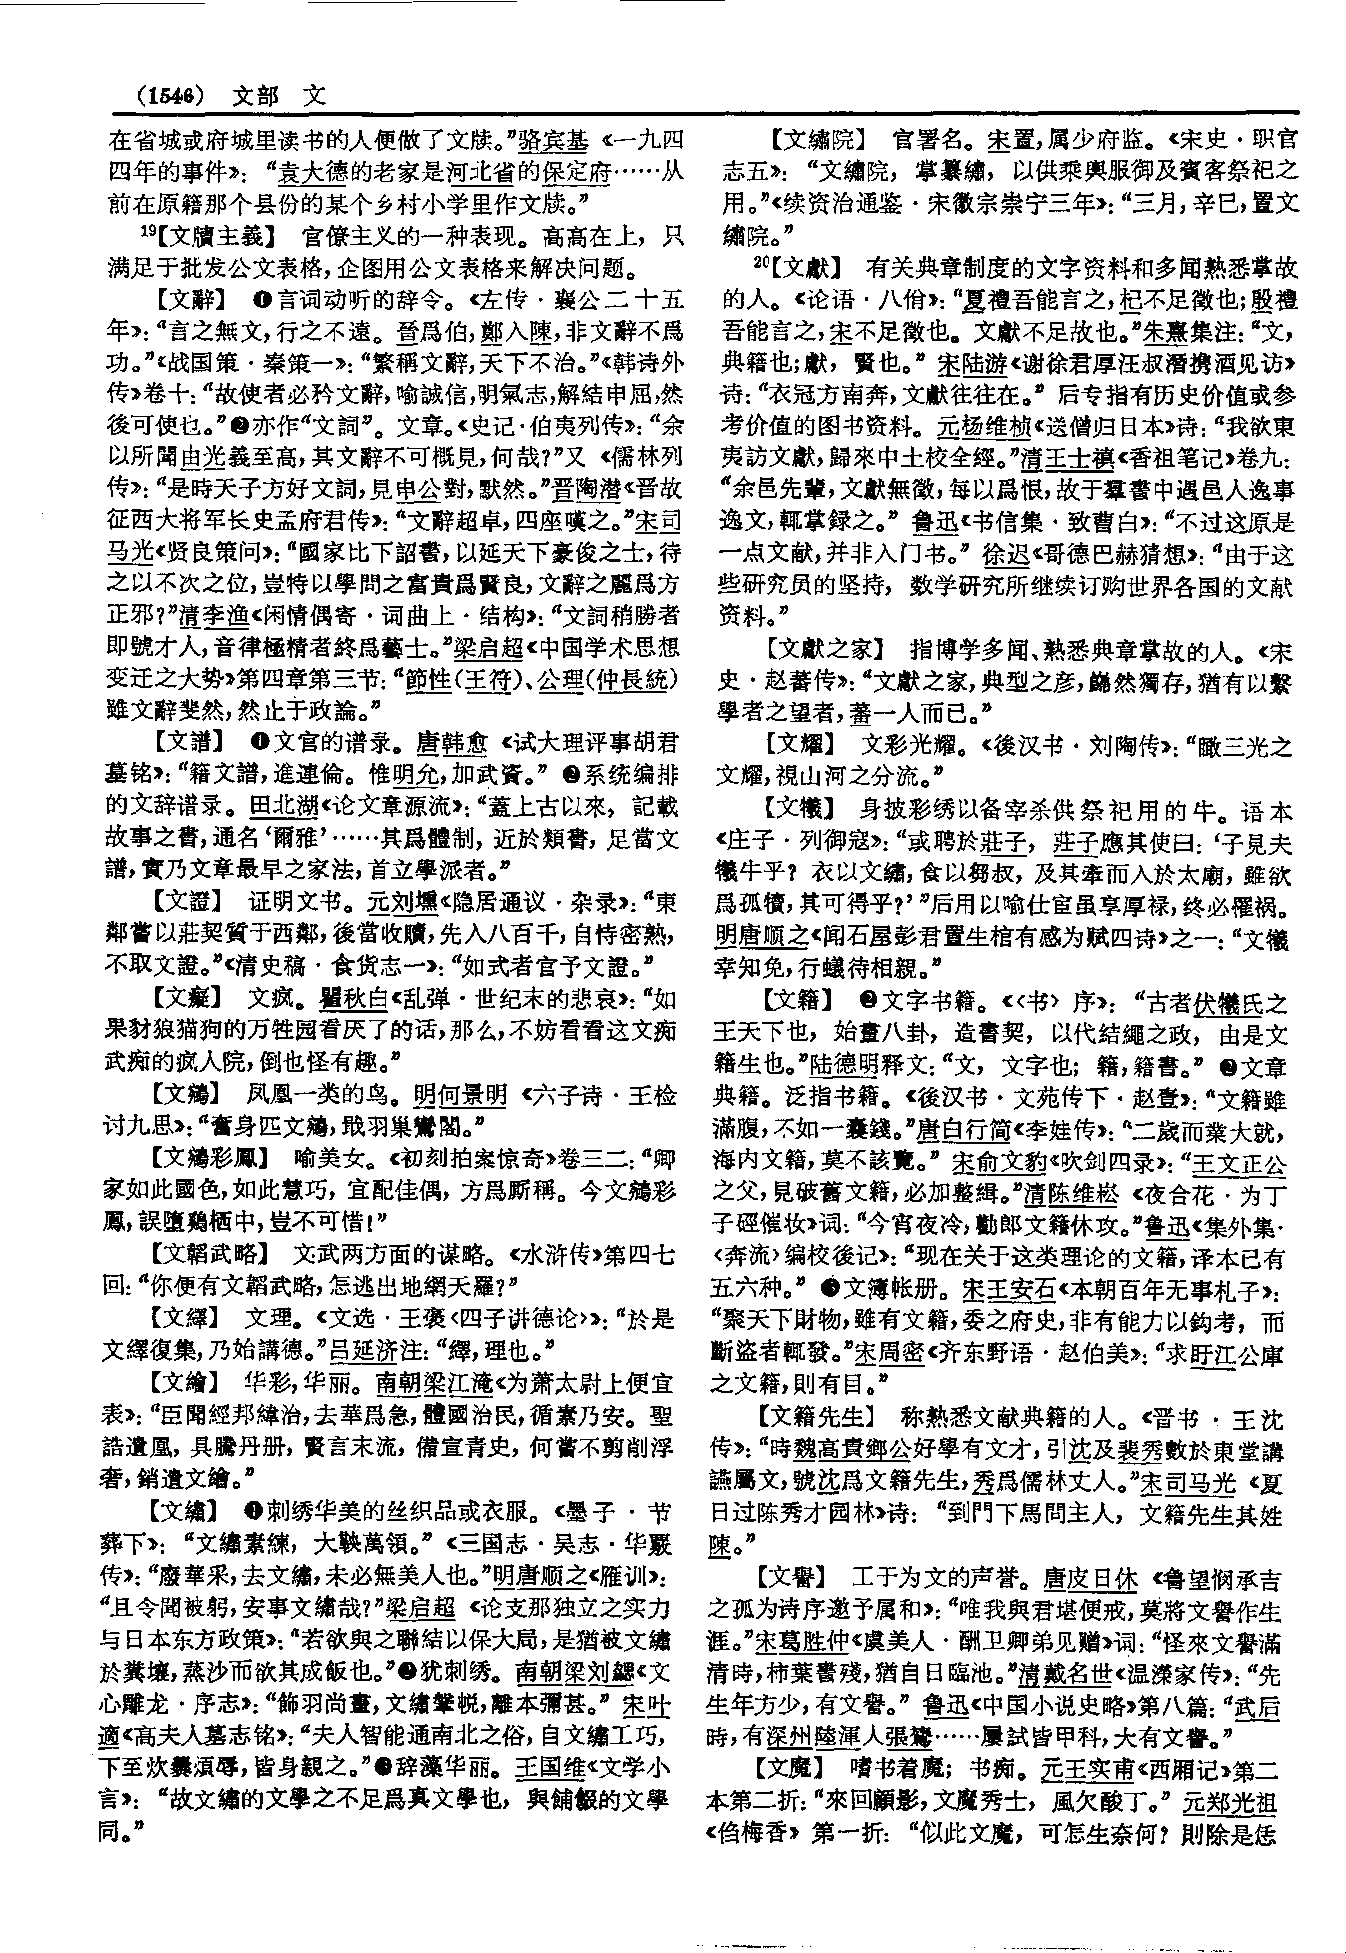 (1546) 文部 文
在省城或府城里读书的人便做了文牍。”骆宾基《一九四
四年的事件》：“袁大德的老家是河北省的保定府……从
前在原籍那个县份的某个乡村小学里作文牍。”
19【文牘主義】 官僚主义的一种表现。高高在上，只
满足于批发公文表格，企图用公文表格来解决问题。
【文辭】 ❶言词动听的辞令。《左传·襄公二十五
年》：“言之無文，行之不遠。晉爲伯，鄭入陳，非文辭不爲
功。”《战国策·秦策一》：“繁稱文辭，天下不治。”《韩诗外
传》卷十：“故使者必矜文辭，喻誠信，明氣志，解結申屈，然
後可使也。”❷亦作“文詞”。文章。《史记·伯夷列传》：“余
以所聞由光義至高，其文辭不可概見，何哉？”又《儒林列
传》：“是時天子方好文詞，見申公對，默然。”晋陶潜《晋故
征西大将军长史孟府君传》：“文辭超卓，四座嘆之。”宋司
马光《贤良策问》：“國家比下詔書，以延天下豪俊之士，待
之以不次之位，豈特以學問之富貴爲賢良，文辭之麗爲方
正邪？”清李渔《闲情偶寄·词曲上·结构》：“文詞稍勝者
即號才人，音律極精者終爲藝士。”梁启超《中国学术思想
变迁之大势》第四章第三节：“節性（王符）、公理（仲長統）
雖文辭斐然，然止于政論。”
【文譜】 ❶文官的谱录。唐韩愈《试大理评事胡君
墓铭》：“籍文譜，進連倫。惟明允，加武資。” ❷系统编排
的文辞谱录。田北湖《论文章源流》：“蓋上古以來，記載
故事之書，通名‘爾雅’……其爲體制，近於類書，足當文
譜，實乃文章最早之家法，首立學派者。”
【文證】 证明文书。元刘壎《隐居通议·杂录》：“東
鄰嘗以莊契質于西鄰，後當收贖，先入八百千，自恃密熟，
不取文證。”《清史稿·食货志一》：“如式者官予文證。”
【文癡】 文疯。瞿秋白《乱弹·世纪末的悲哀》：“如
果豺狼猫狗的万牲园看厌了的话，那么，不妨看看这文痴
武痴的疯人院，倒也怪有趣。”
【文鵷】 凤凰一类的鸟。明何景明《六子诗·王检
讨九思》：“奮身匹文鵷，戢羽巢鸞閣。”
【文鵷彩鳳】 喻美女。《初刻拍案惊奇》卷三二：“卿
家如此國色，如此慧巧，宜配佳偶，方爲厮稱。今文鵷彩
鳳，誤墮鷄栖中，豈不可惜！”
【文韜武略】 文武两方面的谋略。《水浒传》第四七
回：“你便有文韜武略，怎逃出地網天羅？”
【文繹】 文理。《文选·王褒〈四子讲德论〉》：“於是
文繹復集，乃始講德。”吕延济注：“繹，理也。”
【文繪】 华彩，华丽。南朝梁江淹《为萧太尉上便宜
表》：“臣聞經邦緯治，去華爲急，體國治民，循素乃安。聖
誥遺風，具騰丹册，賢言末流，備宣青史，何嘗不剪削浮
奢，銷遺文繪。”
【文繡】 ❶刺绣华美的丝织品或衣服。《墨子·节
葬下》：“文繡素練，大鞅萬領。”《三国志·吴志·华覈
传》：“廢華采，去文繡，未必無美人也。”明唐顺之《雁训》：
“且令閑被躬，安事文繡哉？”梁启超《论支那独立之实力
与日本东方政策》：“若欲與之聯結以保大局，是猶被文繡
於糞壤，蒸沙而欲其成飯也。”❷犹刺绣。南朝梁刘勰《文
心雕龙·序志》：“飾羽尚畫，文繡鞶帨，離本彌甚。” 宋叶
適《高夫人墓志铭》：“夫人智能通南北之俗，自文繡工巧，
下至炊爨煩辱，皆身親之。”❸辞藻华丽。王国维《文学小
言》：“故文繡的文學之不足爲真文學也，與餔餟的文學
同。”
【文繡院】 官署名。宋置，属少府监。《宋史·职官
志五》：“文繡院，掌纂繡，以供乘輿服御及賓客祭祀之
用。”《续资治通鉴·宋徽宗崇宁三年》：“三月，辛巳，置文
繡院。”
20【文獻】 有关典章制度的文字资料和多闻熟悉掌故
的人。《论语·八佾》：“夏禮吾能言之，杞不足徵也；殷禮
吾能言之，宋不足徵也。文獻不足故也。”朱熹集注：“文，
典籍也；獻，賢也。” 宋陆游《谢徐君厚汪叔潜携酒见访》
诗：“衣冠方南奔，文獻往往在。” 后专指有历史价值或参
考价值的图书资料。元杨维桢《送僧归日本》诗：“我欲東
夷訪文獻，歸來中土校全經。”清王士禛《香祖笔记》卷九：
“余邑先輩，文獻無徵，每以爲恨，故于羣書中遇邑人逸事
逸文，輒掌録之。” 鲁迅《书信集·致曹白》：“不过这原是
一点文献，并非入门书。” 徐迟《哥德巴赫猜想》：“由于这
些研究员的坚持，数学研究所继续订购世界各国的文献
资料。”
【文獻之家】 指博学多闻、熟悉典章掌故的人。《宋
史·赵蕃传》：“文獻之家，典型之彦，巋然獨存，猶有以繫
學者之望者，蕃一人而已。”
【文耀】 文彩光耀。《後汉书·刘陶传》：“瞰三光之
文耀，視山河之分流。”
【文犧】 身披彩绣以备宰杀供祭祀用的牛。语本
《庄子·列御寇》：“或聘於莊子，莊子應其使曰：‘子見夫
犧牛乎？衣以文繡，食以芻叔，及其牽而入於太廟，雖欲
爲孤犢，其可得乎？’”后用以喻仕宦虽享厚禄，终必罹祸。
明唐顺之《闻石屋彭君置生棺有感为赋四诗》之一：“文犧
幸知免，行蟻待相親。”
【文籍】 ❷文字书籍。《〈书〉序》：“古者伏犧氏之
王天下也，始畫八卦，造書契，以代結繩之政，由是文
籍生也。”陆德明释文：“文，文字也；籍，籍書。” ❷文章
典籍。泛指书籍。《後汉书·文苑传下·赵壹》：“文籍雖
滿腹，不如一囊錢。”唐白行简《李娃传》：“二歲而業大就，
海内文籍，莫不該覽。” 宋俞文豹《吹剑四录》：“王文正公
之父，見破舊文籍，必加整緝。”清陈维崧《夜合花·为丁
子硜催妆》词：“今宵夜冷，勸郎文籍休攻。”鲁迅《集外集·
〈奔流〉编校後记》：“现在关于这类理论的文籍，译本已有
五六种。” ❸文簿帐册。宋王安石《本朝百年无事札子》：
“聚天下財物，雖有文籍，委之府史，非有能力以鈎考，而
斷盜者輒發。”宋周密《齐东野语·赵伯美》：“求盱江公庫
之文籍，則有目。”
【文籍先生】 称熟悉文献典籍的人。《晋书·王沈
传》：“時魏高貴鄉公好學有文才，引沈及裴秀數於東堂講
讌屬文，號沈爲文籍先生，秀爲儒林丈人。”宋司马光《夏
日过陈秀才园林》诗：“到門下馬問主人，文籍先生其姓
陳。”
【文譽】 工于为文的声誉。唐皮日休《鲁望悯承吉
之孤为诗序邀予属和》：“唯我與君堪便戒，莫將文譽作生
涯。”宋葛胜仲《虞美人·酬卫卿弟见赠》词：“怪來文譽滿
清時，柿葉書殘，猶自日臨池。”清戴名世《温漅家传》：“先
生年方少，有文譽。” 鲁迅《中国小说史略》第八篇：“武后
時，有深州陸渾人張鷟……屢試皆甲科，大有文譽。”
【文魔】 嗜书着魔；书痴。元王实甫《西厢记》第二
本第二折：“來回顧影，文魔秀士，風欠酸丁。” 元郑光祖
《㑇梅香》第一折：“似此文魔，可怎生奈何？則除是恁